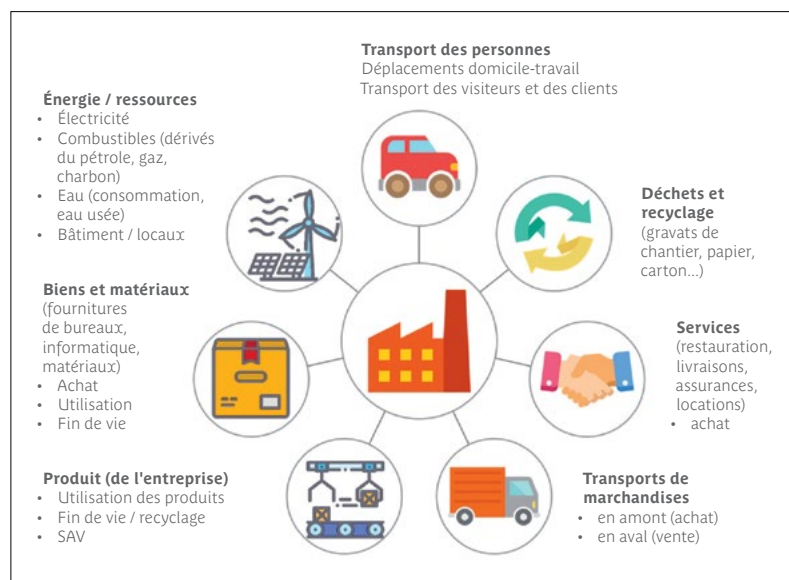 Transport des personnes
Déplacements domicile-travail
Transport des visiteurs et des clients
Énergie / ressources
• Électricité
• Combustibles (dérivés
du pétrole, gaz,
charbon)
• Eau (consommation,
eau usée)
• Bâtiment / locaux
Déchets et
recyclage
(gravats de
chantier, papier,
carton...)
Biens et matériaux
(fournitures
de bureaux,
informatique,
matériaux)
• Achat
• Utilisation
• Fin de vie
Services
(restauration,
livraisons,
assurances,
locations)
• achat
Produit (de l'entreprise)
• Utilisation des produits
• Fin de vie / recyclage
• SAV
Transports de
marchandises
• en amont (achat)
• en aval (vente)